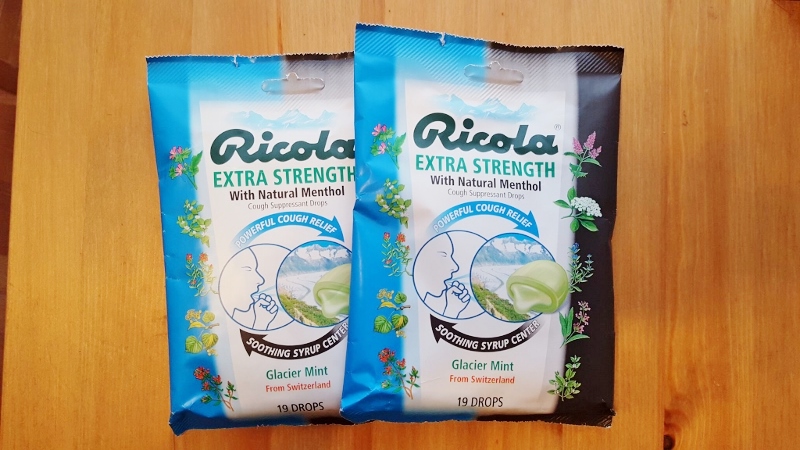 Ricola
EXTRA STRENGTH
With Natural Menthol
Cough Suppressant Drops
POWERFUL COUGH RELIEF
SOOTHING SYRUP CENTER
Glacier Mint
From Switzerland
19 DROPS
Ricola®
EXTRA STRENGTH
With Natural Menthol
Cough Suppressant Drops
POWERFUL COUGH RELIEF
SOOTHING SYRUP CENTER
Glacier Mint
From Switzerland
19 DROPS